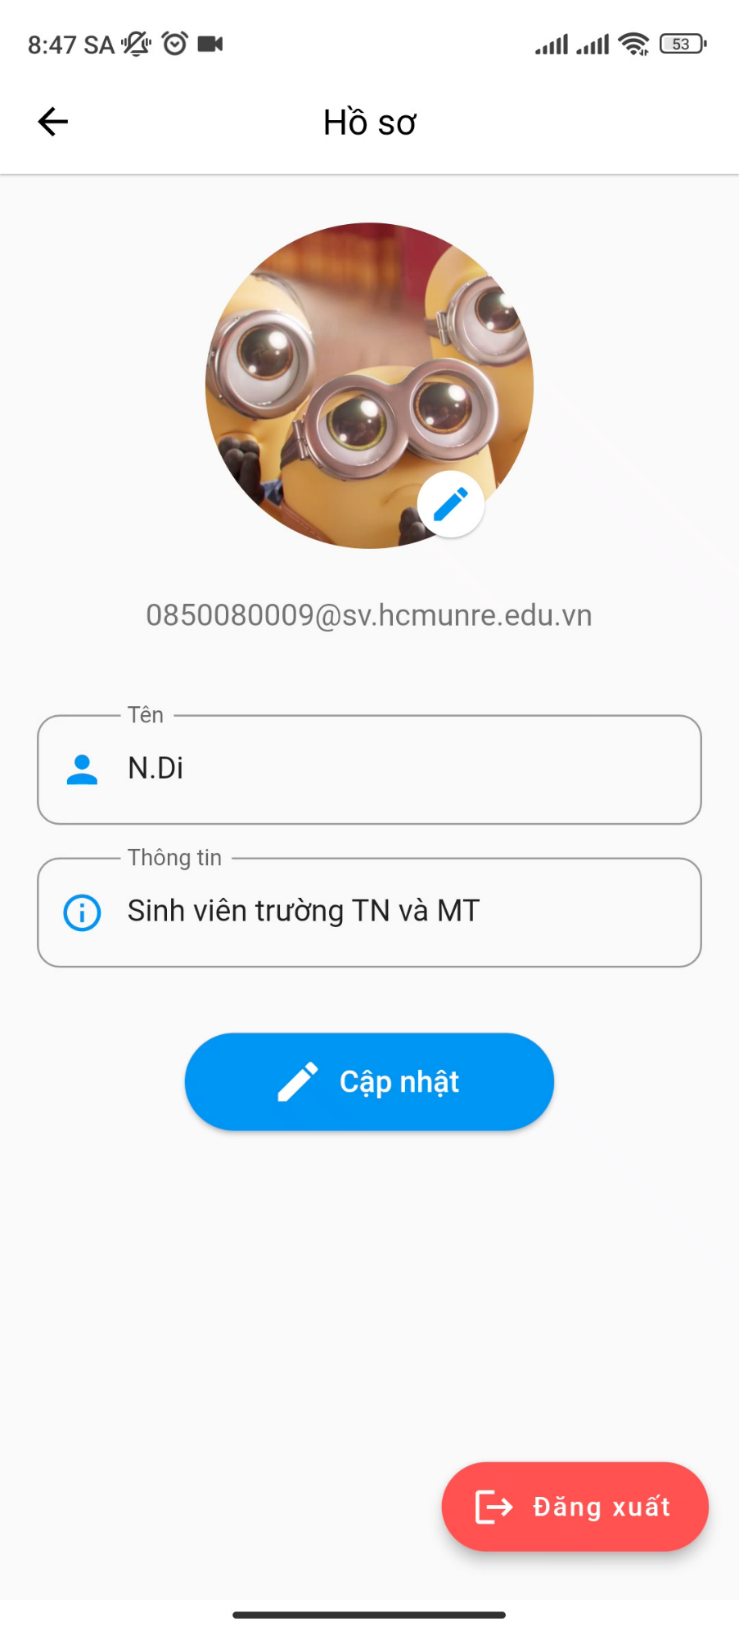 8:47 SA
53
Hồ sơ
0850080009@sv.hcmunre.edu.vn
Tên
N.Di
Thông tin
Sinh viên trường TN và MT
Cập nhật
Đăng xuất